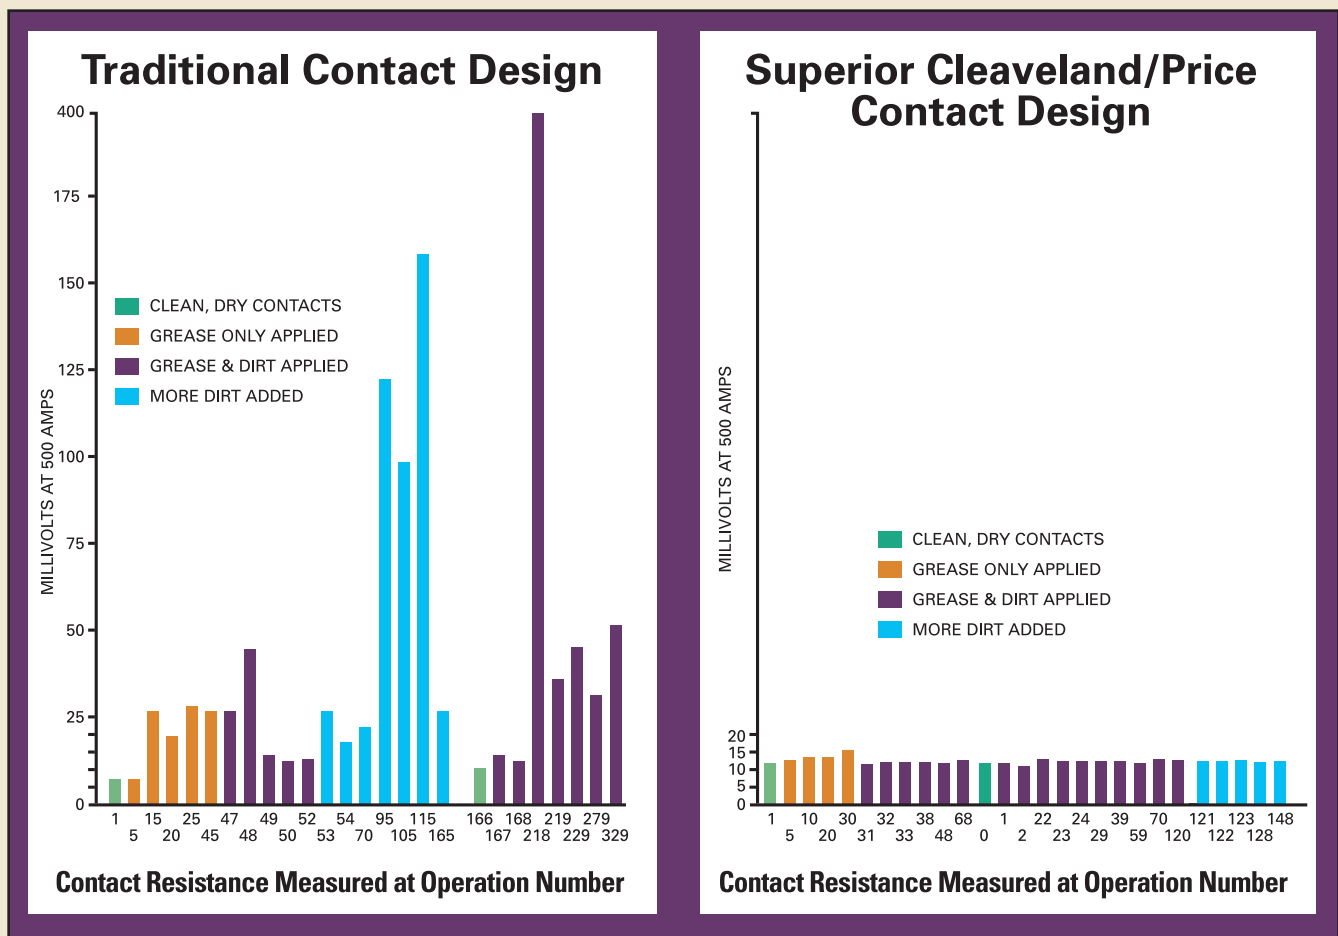 Traditional Contact Design
400
175
150
125
100
75
50
25
0
MILLIVOLTS AT 500 AMPS
CLEAN, DRY CONTACTS
GREASE ONLY APPLIED
GREASE & DIRT APPLIED
MORE DIRT ADDED
1 15 25 47 49 52 54 95 115 166 168 219 279
5 20 45 48 50 53 70 105 165 167 218 229 329
Contact Resistance Measured at Operation Number
Superior Cleaveland/Price
Contact Design
MILLIVOLTS AT 500 AMPS
CLEAN, DRY CONTACTS
GREASE ONLY APPLIED
GREASE & DIRT APPLIED
MORE DIRT ADDED
20
15
10
5
0
1 10 30 32 38 68 1 22 24 39 70 121 123 148
5 20 31 33 48 0 2 23 29 59 120 122 128
Contact Resistance Measured at Operation Number